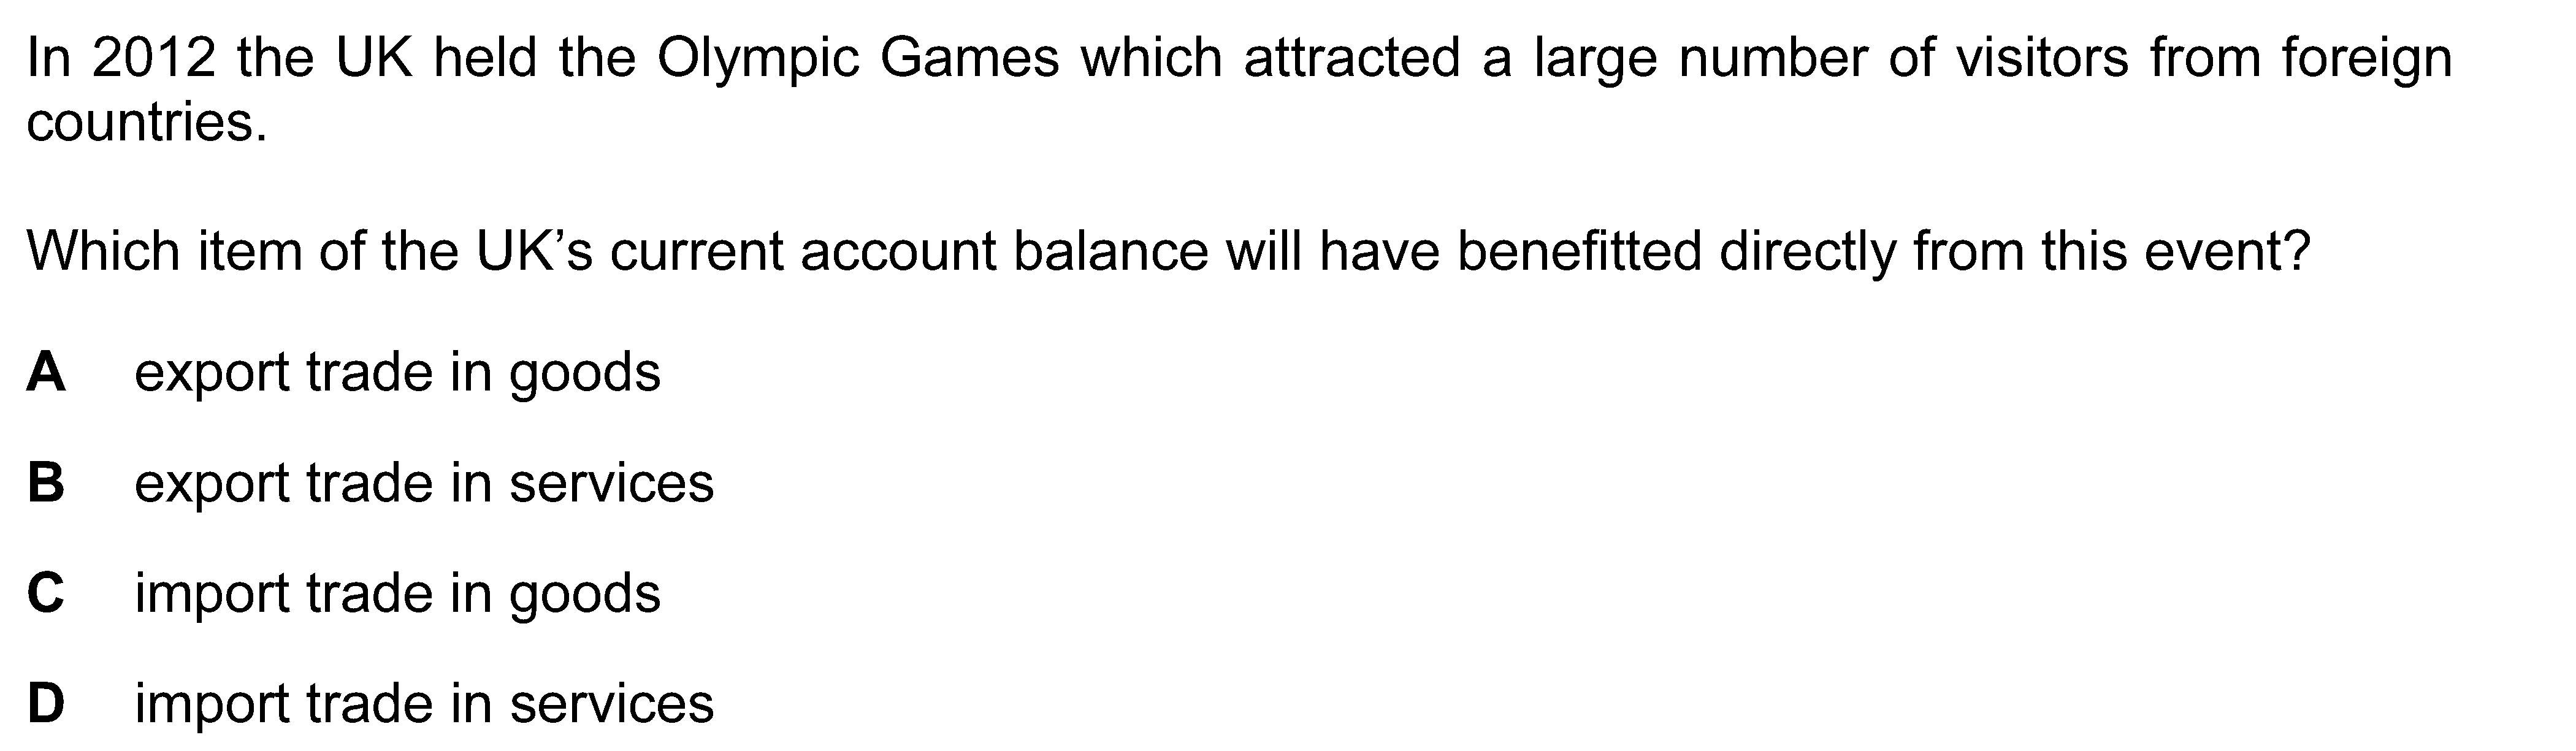 In 2012 the UK held the Olympic Games which attracted a large number of visitors from foreign
countries.
Which item of the UK’s current account balance will have benefitted directly from this event?
A export trade in goods
B export trade in services
C import trade in goods
D import trade in services